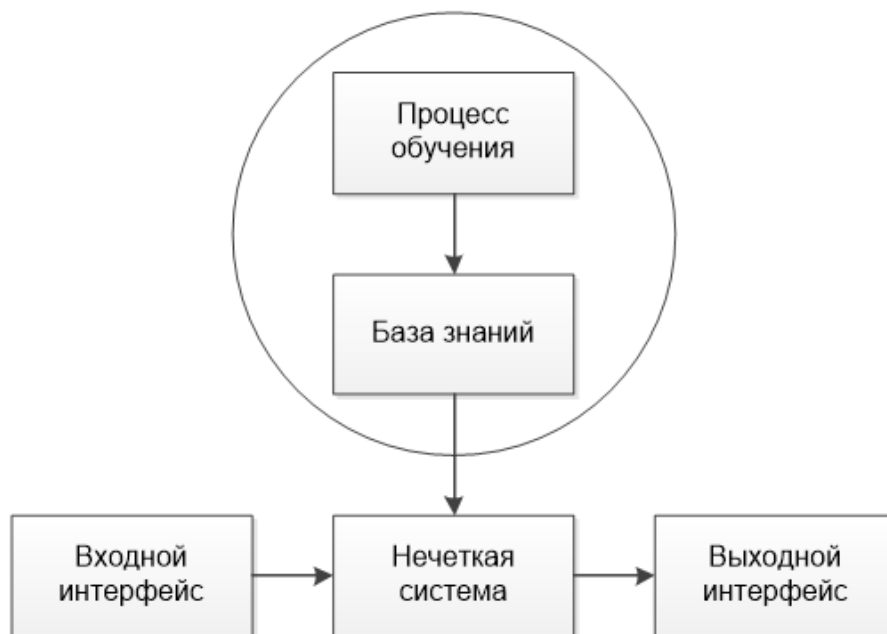 Процесс
обучения
База знаний
Входной
интерфейс
Нечеткая
система
Выходной
интерфейс